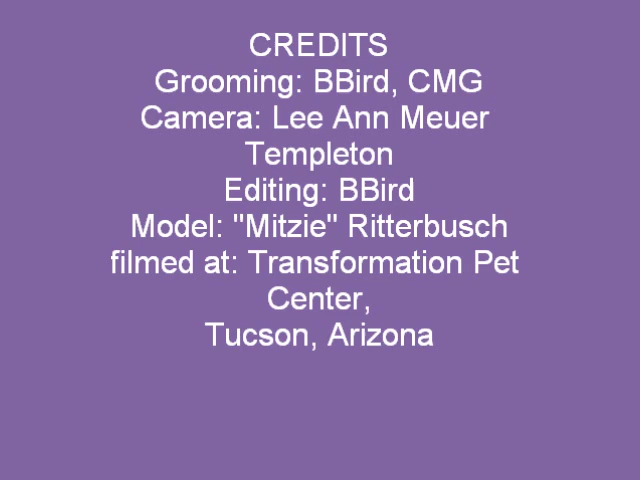 CREDITS
Grooming: BBird, CMG
Camera: Lee Ann Meuer
Templeton
Editing: BBird
Model: "Mitzie" Ritterbusch
filmed at: Transformation Pet
Center,
Tucson, Arizona